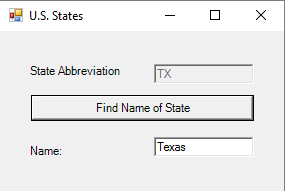 U.S. States
State Abbreviation TX
Find Name of State
Name: Texas